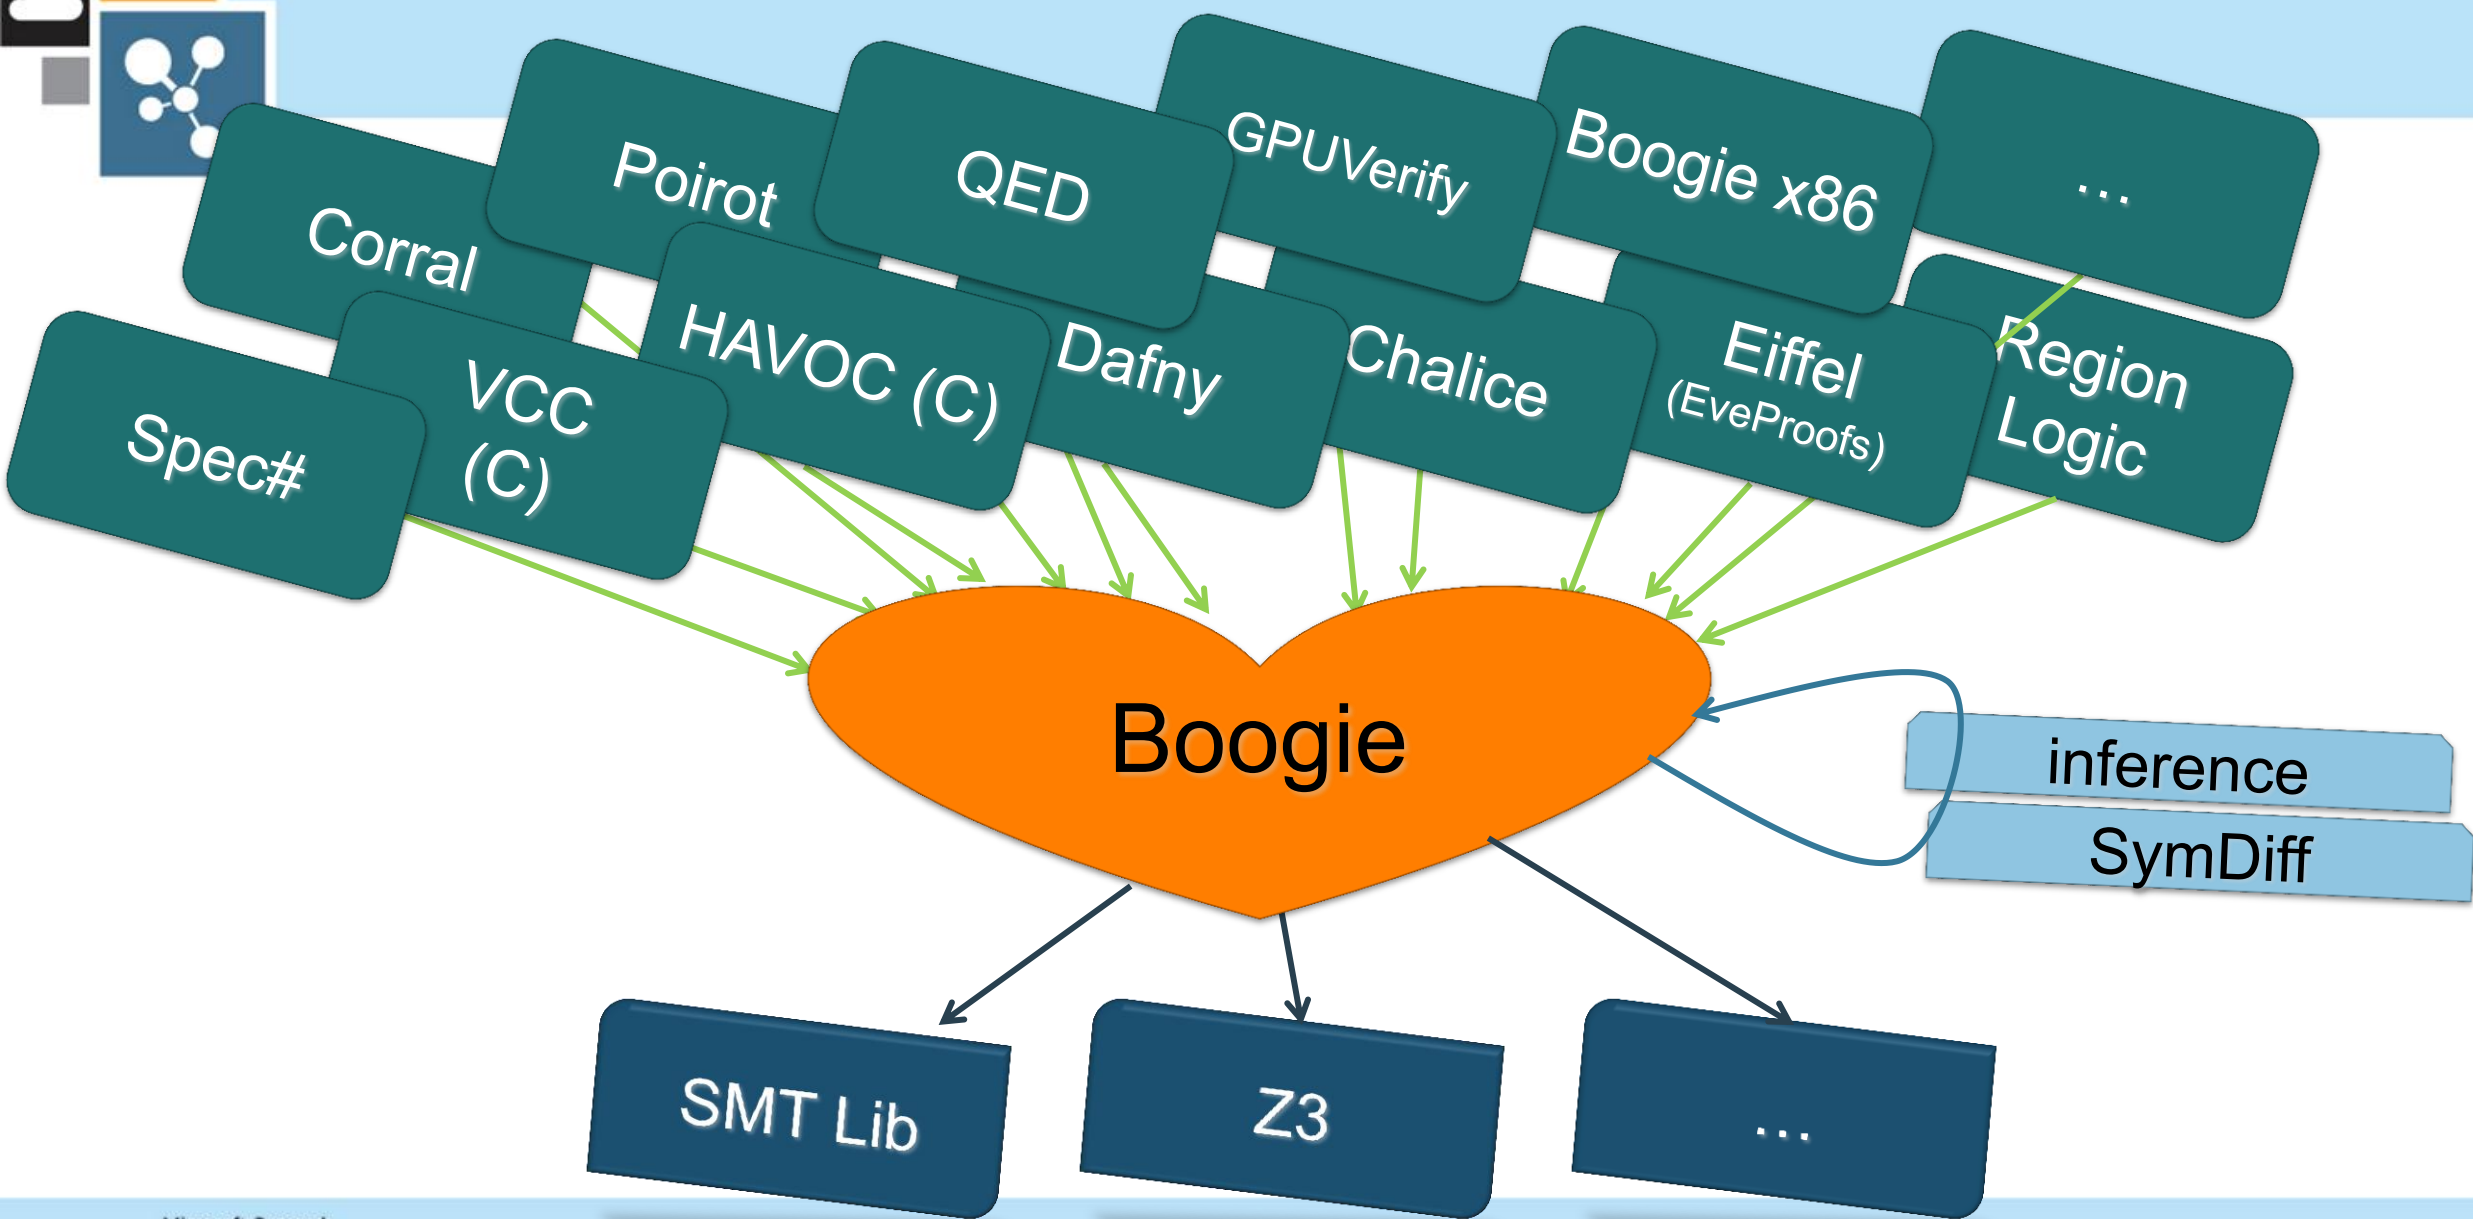 Corral
Poirot
QED
GPUVerify
Boogie x86
...
Spec#
VCC
(C)
HAVOC (C)
Dafny
Chalice
Eiffel
(EveProofs)
Region
Logic
Boogie
inference
SymDiff
SMT Lib
Z3
...